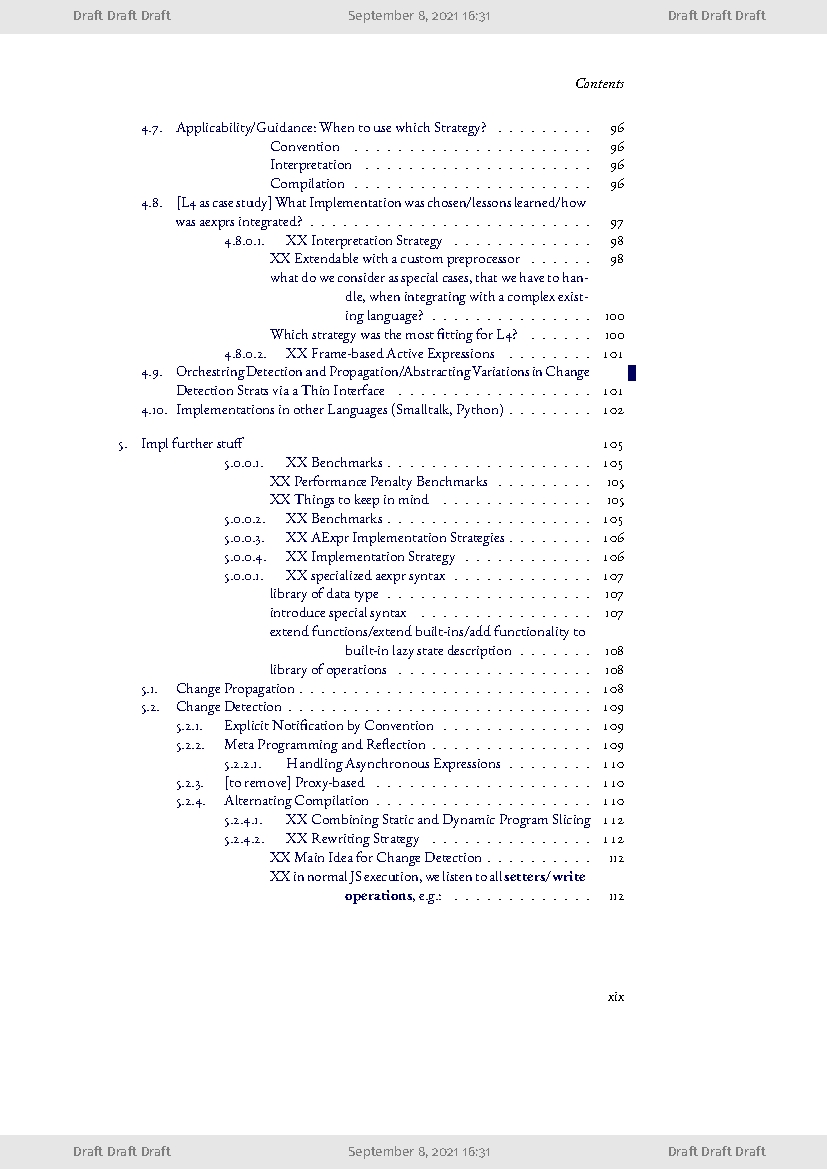 Draft Draft Draft September 8, 2021 16:31 Draft Draft Draft
Contents
4.7. Applicability/Guidance: When to use which Strategy? . . . . . . . . . 96
Convention . . . . . . . . . . . . . . . . . . . . . . 96
Interpretation . . . . . . . . . . . . . . . . . . . . . 96
Compilation . . . . . . . . . . . . . . . . . . . . . . 96
4.8. [L4 as case study] What Implementation was chosen/lessons learned/how
was aexprs integrated? . . . . . . . . . . . . . . . . . . . . . . . . . . 97
4.8.0.1. XX Interpretation Strategy . . . . . . . . . . . . . 98
XX Extendable with a custom preprocessor . . . . . . 98
what do we consider as special cases, that we have to han-
dle, when integrating with a complex exist-
ing language? . . . . . . . . . . . . . . . 100
Which strategy was the most fitting for L4? . . . . . . 100
4.8.0.2. XX Frame-based Active Expressions . . . . . . . . 101
4.9. Orchestring Detection and Propagation/Abstracting Variations in Change
Detection Strats via a Thin Interface . . . . . . . . . . . . . . . . . . 101
4.10. Implementations in other Languages (Smalltalk, Python) . . . . . . . . 102
5. Impl further stuff 105
5.0.0.1. XX Benchmarks . . . . . . . . . . . . . . . . . . . 105
XX Performance Penalty Benchmarks . . . . . . . . . 105
XX Things to keep in mind . . . . . . . . . . . . . . 105
5.0.0.2. XX Benchmarks . . . . . . . . . . . . . . . . . . . 105
5.0.0.3. XX AExpr Implementation Strategies . . . . . . . . 106
5.0.0.4. XX Implementation Strategy . . . . . . . . . . . . 106
5.0.0.1. XX specialized aexpr syntax . . . . . . . . . . . . . 107
library of data type . . . . . . . . . . . . . . . . . . . 107
introduce special syntax . . . . . . . . . . . . . . . . 107
extend functions/extend built-ins/add functionality to
built-in lazy state description . . . . . . . 108
library of operations . . . . . . . . . . . . . . . . . . 108
5.1. Change Propagation . . . . . . . . . . . . . . . . . . . . . . . . . . . 108
5.2. Change Detection . . . . . . . . . . . . . . . . . . . . . . . . . . . . 109
5.2.1. Explicit Notification by Convention . . . . . . . . . . . . . . 109
5.2.2. Meta Programming and Reflection . . . . . . . . . . . . . . . 109
5.2.2.1. Handling Asynchronous Expressions . . . . . . . . 110
5.2.3. [to remove] Proxy-based . . . . . . . . . . . . . . . . . . . . 110
5.2.4. Alternating Compilation . . . . . . . . . . . . . . . . . . . . 110
5.2.4.1. XX Combining Static and Dynamic Program Slicing 112
5.2.4.2. XX Rewriting Strategy . . . . . . . . . . . . . . . 112
XX Main Idea for Change Detection . . . . . . . . . . 112
XX in normal JS execution, we listen to all setters/write
operations, e.g.: . . . . . . . . . . . . . 112
xix
Draft Draft Draft September 8, 2021 16:31 Draft Draft Draft